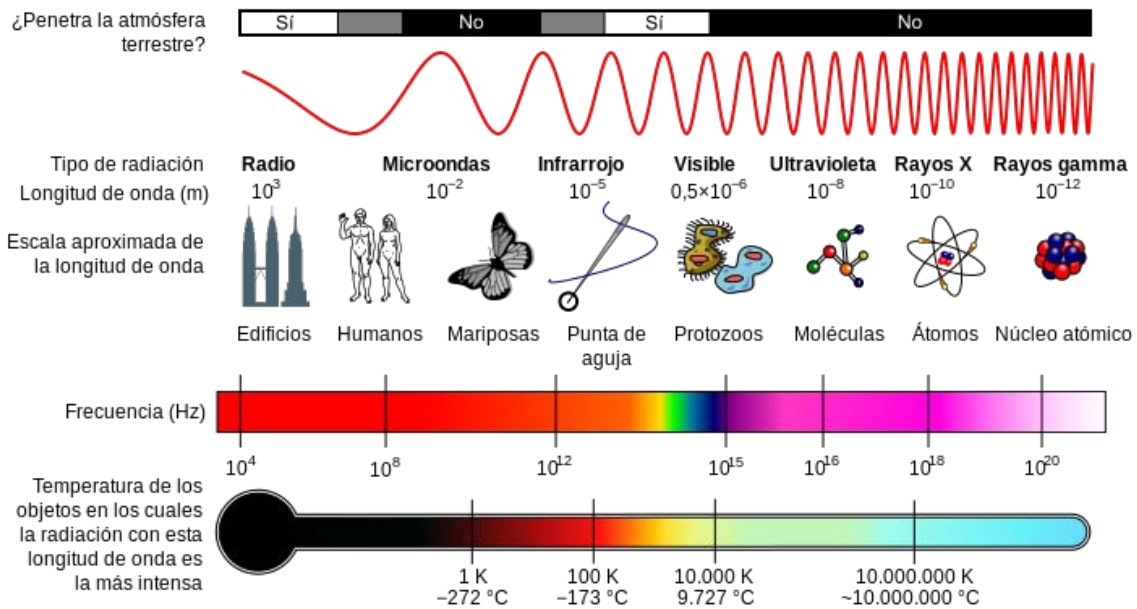 ¿Penetra la atmósfera
terrestre?
Sí No Sí No
Tipo de radiación Radio Microondas Infrarrojo Visible Ultravioleta Rayos X Rayos gamma
Longitud de onda (m) 10³ 10⁻² 10⁻⁵ 0,5×10⁻⁶ 10⁻⁸ 10⁻¹⁰ 10⁻¹²
Escala aproximada de
la longitud de onda
Edificios Humanos Mariposas Punta de aguja Protozoos Moléculas Átomos Núcleo atómico
Frecuencia (Hz)
10⁴ 10⁸ 10¹² 10¹⁵ 10¹⁶ 10¹⁸ 10²⁰
Temperatura de los
objetos en los cuales
la radiación con esta
longitud de onda es
la más intensa
1 K 100 K 10.000 K 10.000.000 K
−272 °C −173 °C 9.727 °C ~10.000.000 °C